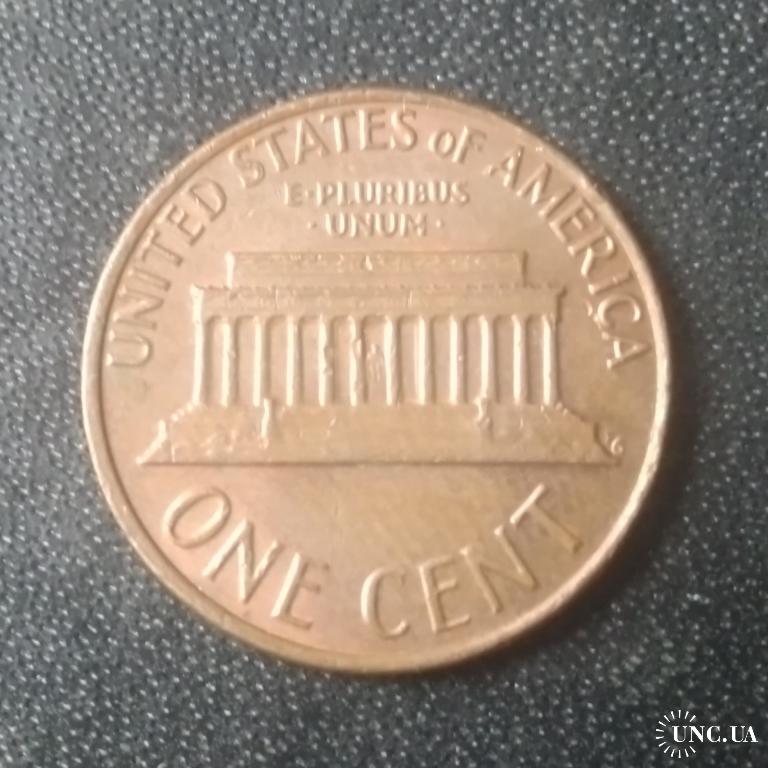 UNITED STATES OF AMERICA
E·PLURIBUS
·UNUM·
ONE CENT
UNC.UA